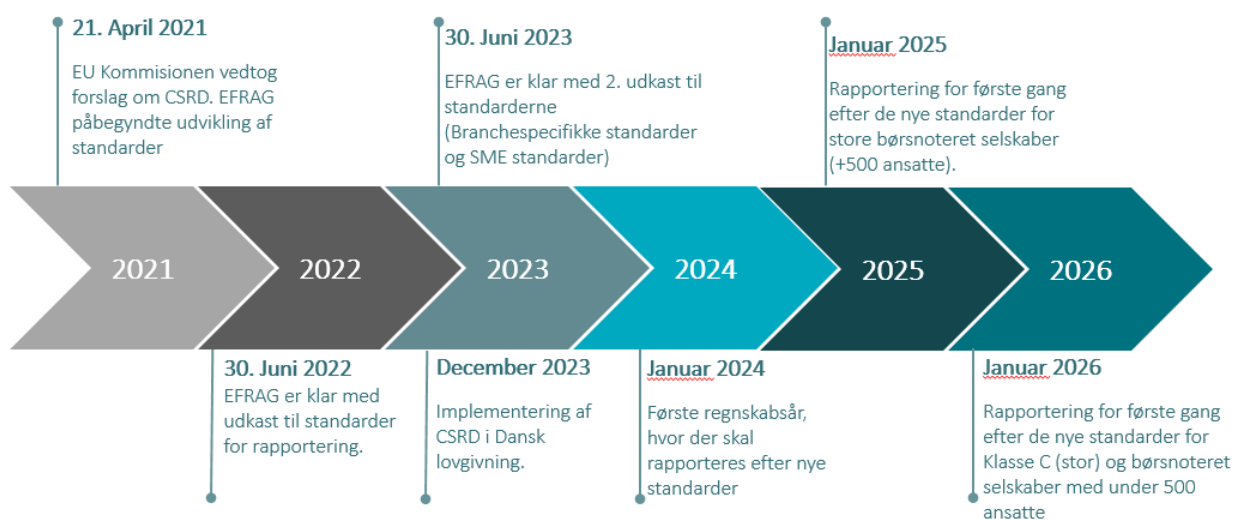 21. April 2021
EU Kommisionen vedtog
forslag om CSRD. EFRAG
påbegyndte udvikling af
standarder
30. Juni 2023
EFRAG er klar med 2. udkast til
standarderne
(Branchespecifikke standarder
og SME standarder)
Januar 2025
Rapportering for første gang
efter de nye standarder for
store børsnoteret selskaber
(+500 ansatte).
2021
2022
2023
2024
2025
2026
30. Juni 2022
EFRAG er klar med
udkast til standarder
for rapportering.
December 2023
Implementering af
CSRD i Dansk
lovgivning.
Januar 2024
Første regnskabsår,
hvor der skal
rapporteres efter nye
standarder
Januar 2026
Rapportering for første gang
efter de nye standarder for
Klasse C (stor) og børsnoteret
selskaber med under 500
ansatte